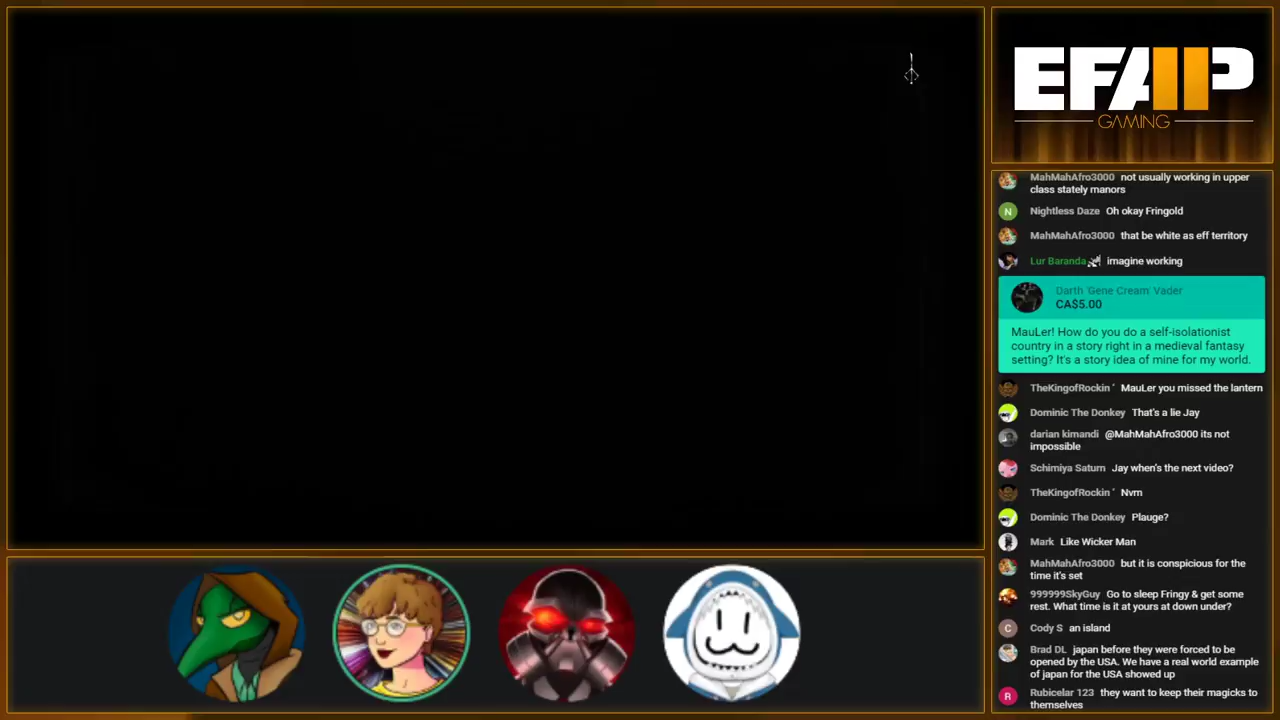 EFAP
GAMING
MahMahAfro3000 not usually working in upper
class stately manors
N
Nightless Daze Oh okay Fringold
MahMahAfro3000 that be white as eff territory
Lur Baranda imagine working
Darth 'Gene Cream' Vader
CA$5.00
MauLer! How do you do a self-isolationist
country in a story right in a medieval fantasy
setting? It's a story idea of mine for my world.
TheKingofRockin ' MauLer you missed the lantern
Dominic The Donkey That's a lie Jay
darian kimandi @MahMahAfro3000 its not
impossible
Schimiya Saturn Jay when's the next video?
TheKingofRockin ' Nvm
Dominic The Donkey Plauge?
Mark Like Wicker Man
MahMahAfro3000 but it is conspicious for the
time it's set
999999SkyGuy Go to sleep Fringy & get some
rest. What time is it at yours at down under?
C
Cody S an island
Brad DL japan before they were forced to be
opened by the USA. We have a real world example
of japan for the USA showed up
R
Rubicelar 123 they want to keep their magicks to
themselves